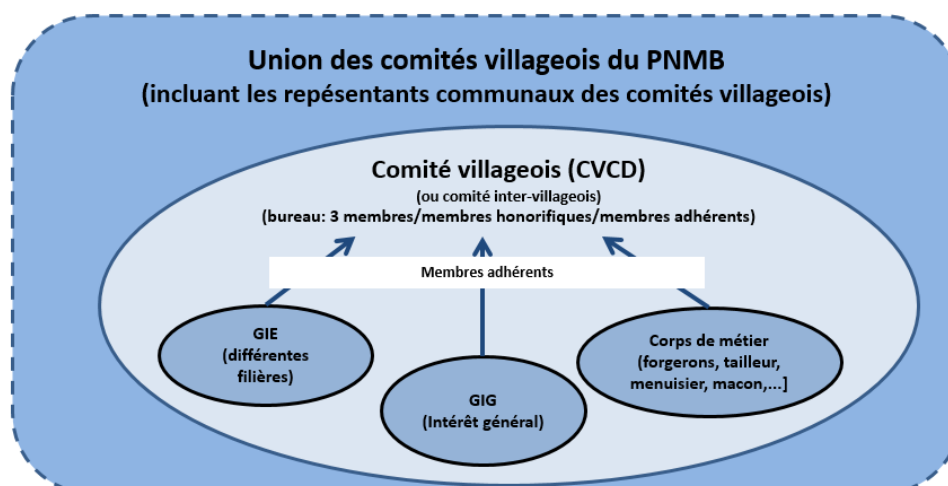 Union des comités villageois du PNMB
(incluant les repésentants communaux des comités villageois)
Comité villageois (CVCD)
(ou comité inter-villageois)
(bureau: 3 membres/membres honorifiques/membres adhérents)
Membres adhérents
GIE
(différentes
filières)
GIG
(Intérêt général)
Corps de métier
(forgerons, tailleur,
menuisier, macon,...]